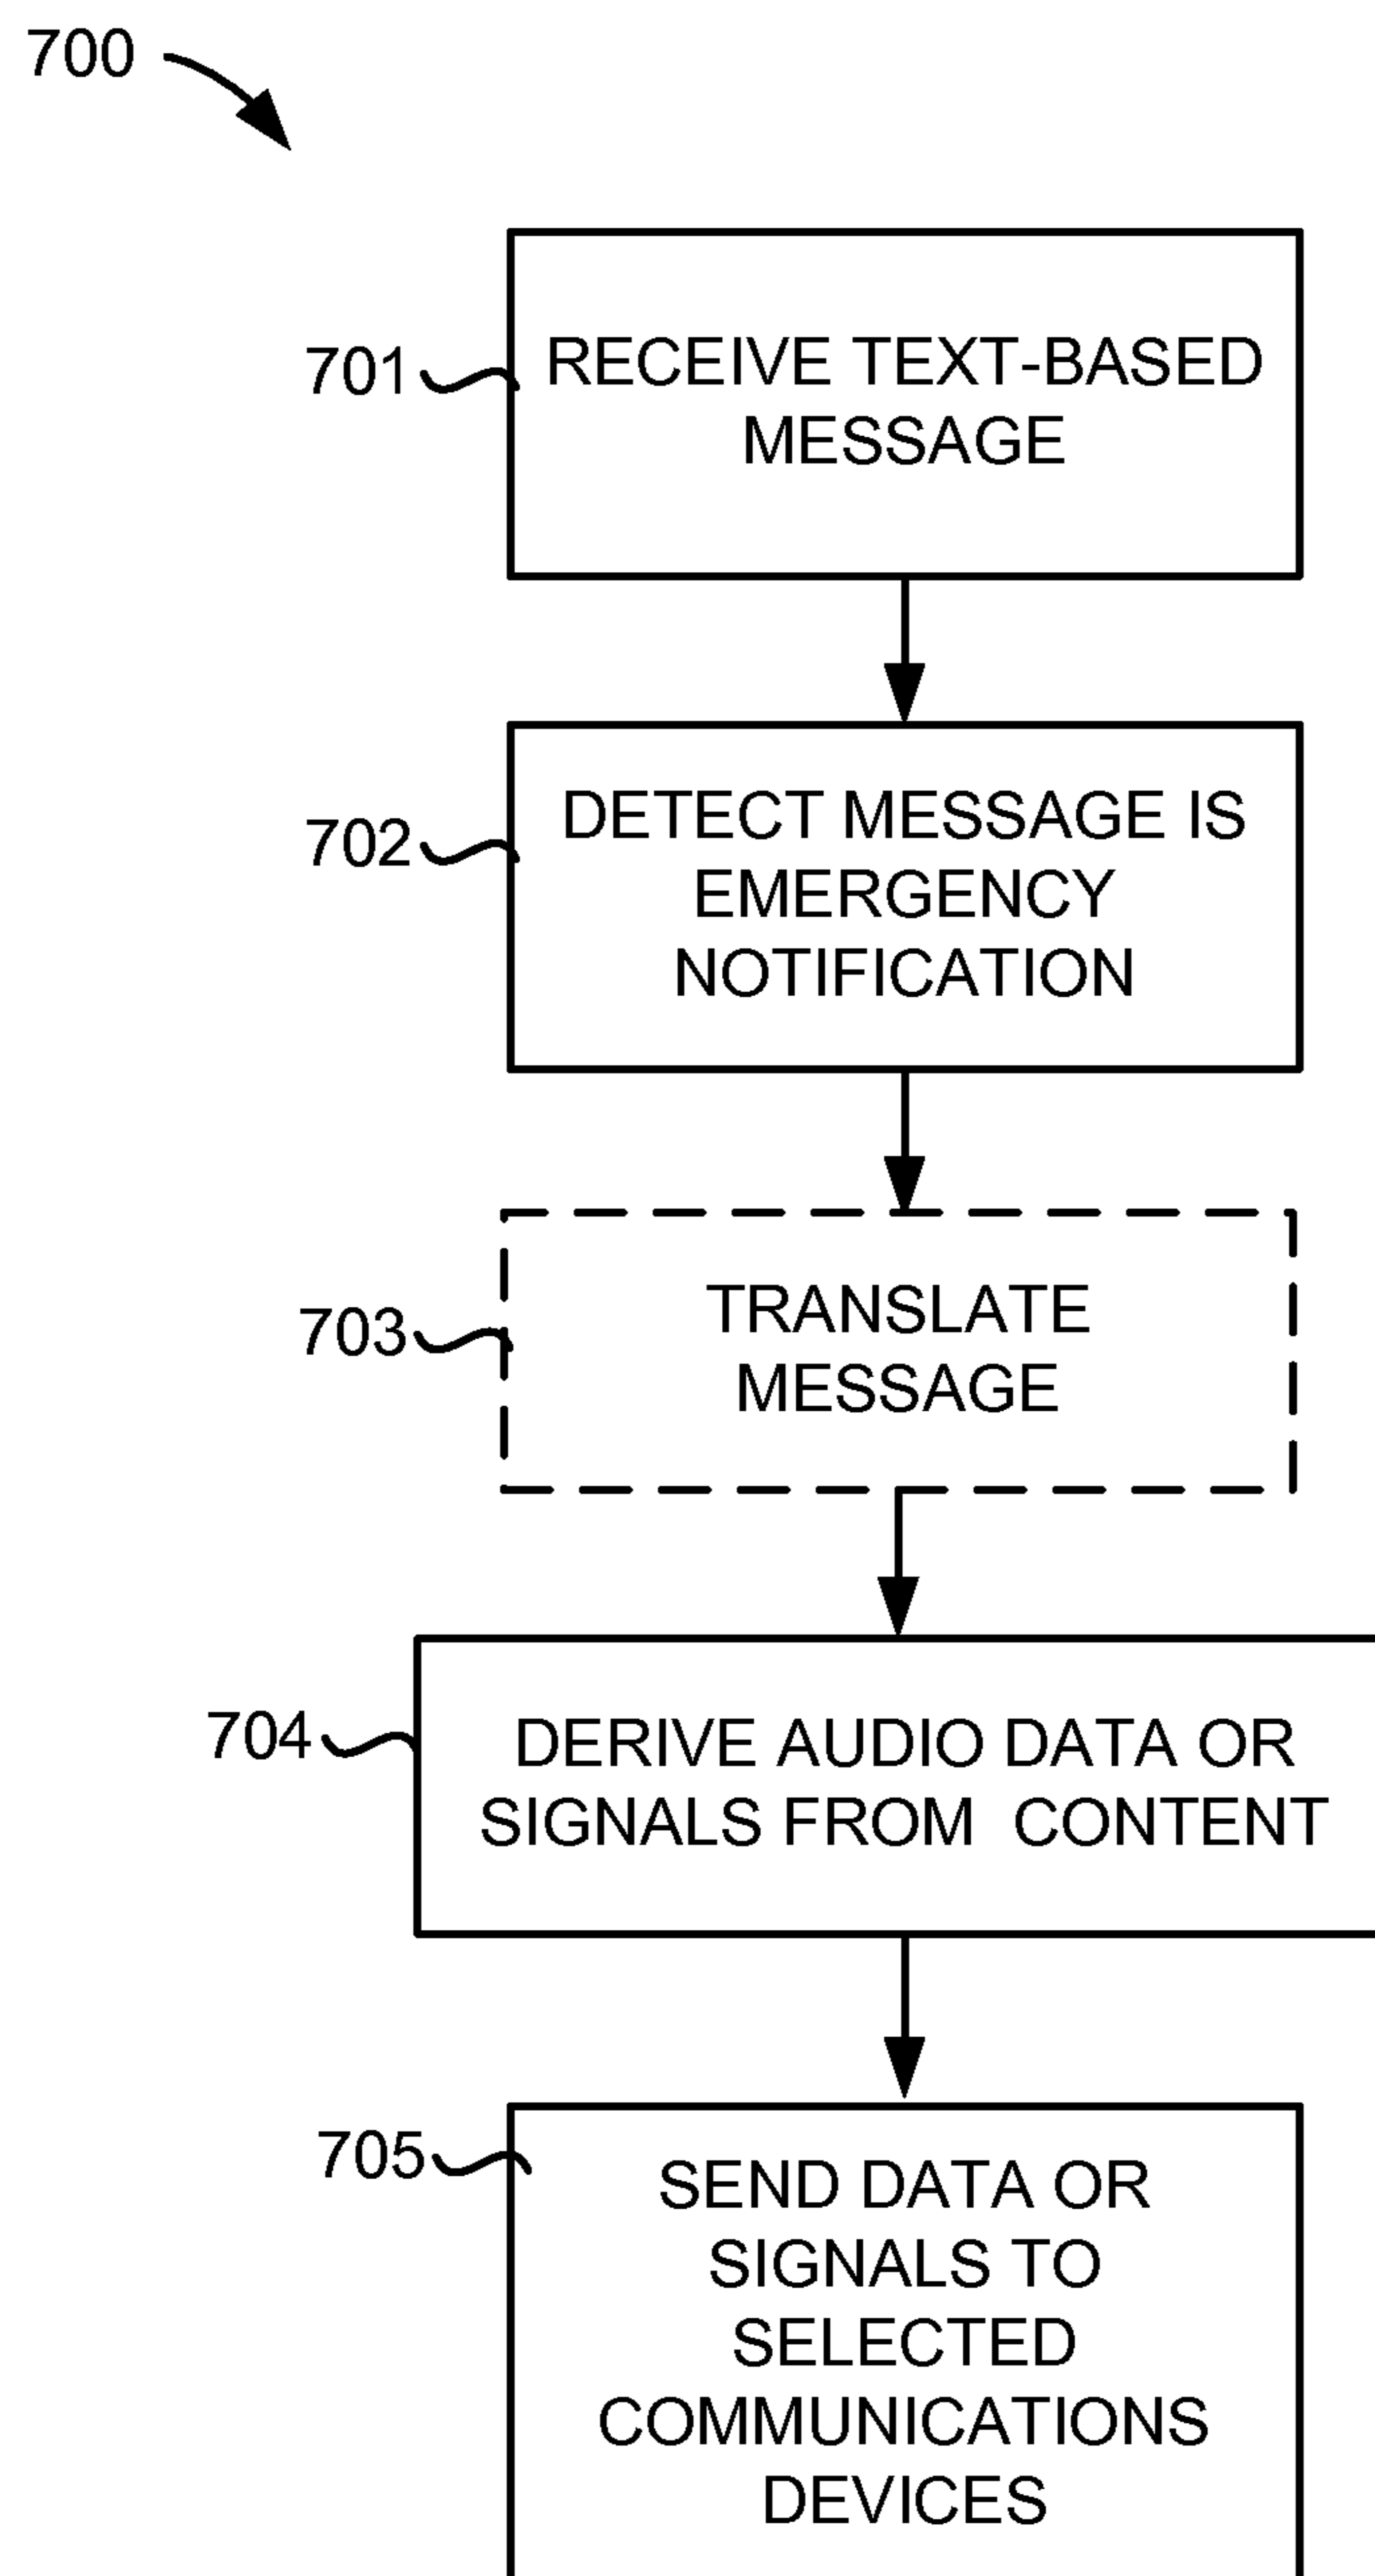 700
701
RECEIVE TEXT-BASED
MESSAGE
702
DETECT MESSAGE IS
EMERGENCY
NOTIFICATION
703
TRANSLATE
MESSAGE
704
DERIVE AUDIO DATA OR
SIGNALS FROM CONTENT
705
SEND DATA OR
SIGNALS TO
SELECTED
COMMUNICATIONS
DEVICES